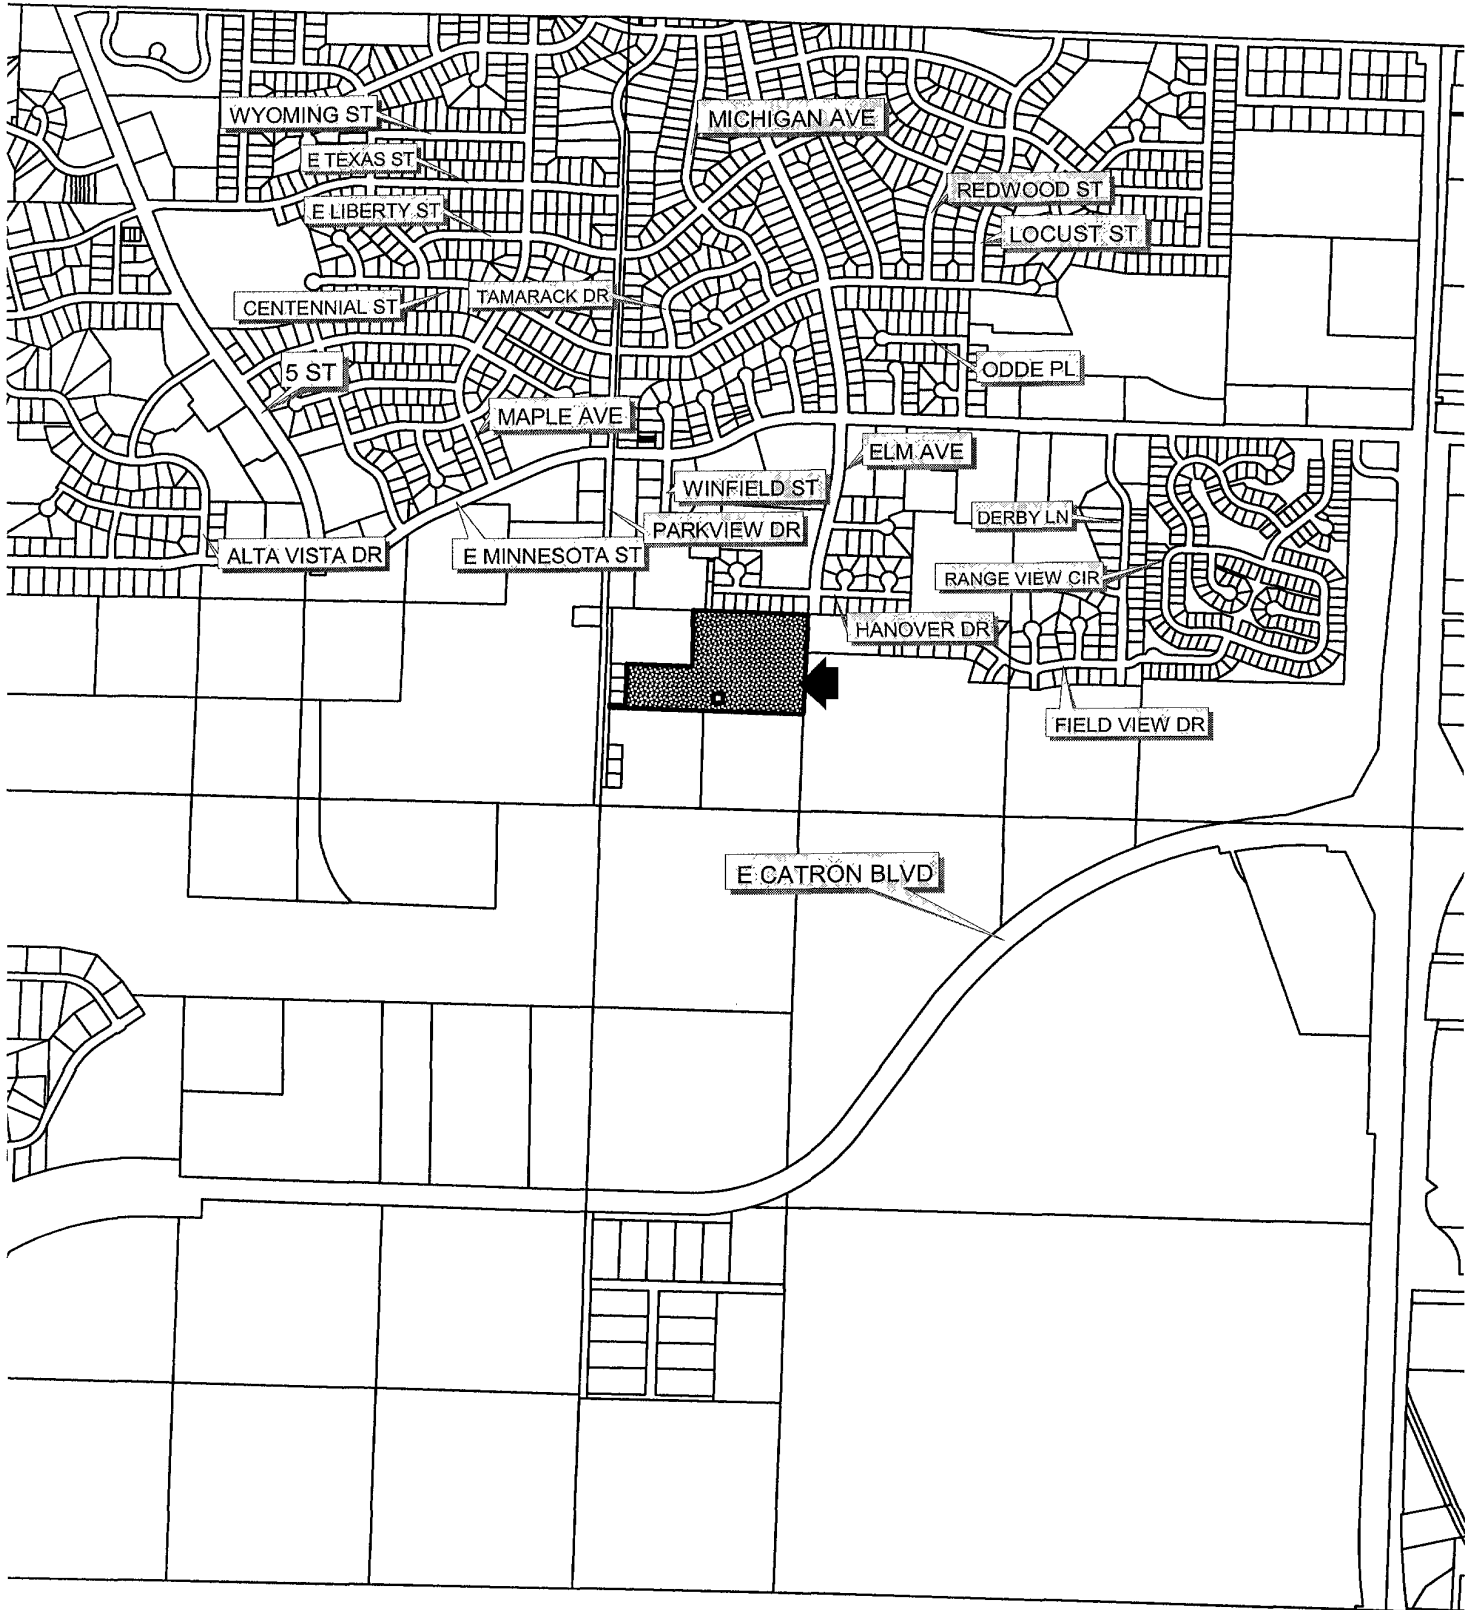 WYOMING ST
MICHIGAN AVE
E TEXAS ST
REDWOOD ST
E LIBERTY ST
LOCUST ST
CENTENNIAL ST
TAMARACK DR
5 ST
ODDE PL
MAPLE AVE
ELM AVE
WINFIELD ST
DERBY LN
PARKVIEW DR
ALTA VISTA DR
E MINNESOTA ST
RANGE VIEW CIR
HANOVER DR
FIELD VIEW DR
E CATRON BLVD